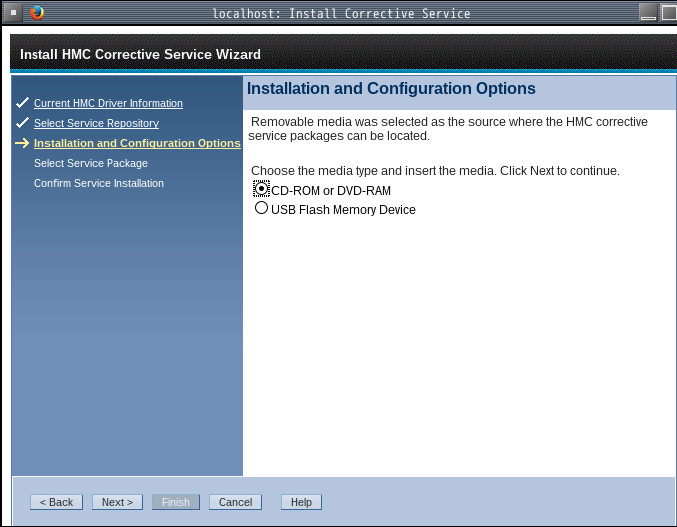 localhost: Install Corrective Service
Install HMC Corrective Service Wizard
Current HMC Driver Information
Select Service Repository
Installation and Configuration Options
Select Service Package
Confirm Service Installation
Installation and Configuration Options
Removable media was selected as the source where the HMC corrective
service packages can be located.
Choose the media type and insert the media. Click Next to continue.
CD-ROM or DVD-RAM
USB Flash Memory Device
< Back Next > Finish Cancel Help